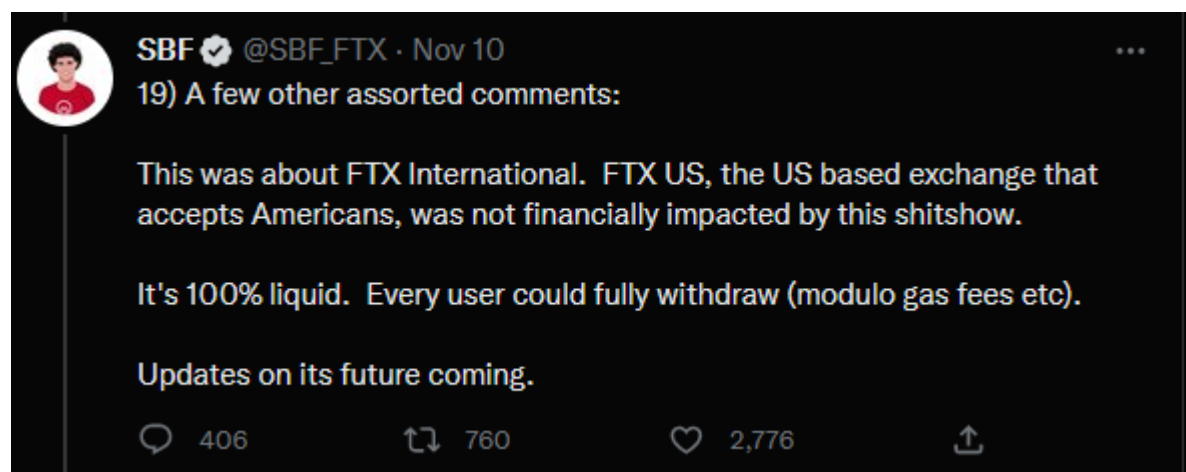 SBF @SBF_FTX · Nov 10
19) A few other assorted comments:
This was about FTX International.  FTX US, the US based exchange that
accepts Americans, was not financially impacted by this shitshow.
It's 100% liquid.  Every user could fully withdraw (modulo gas fees etc).
Updates on its future coming.
406 760 2,776